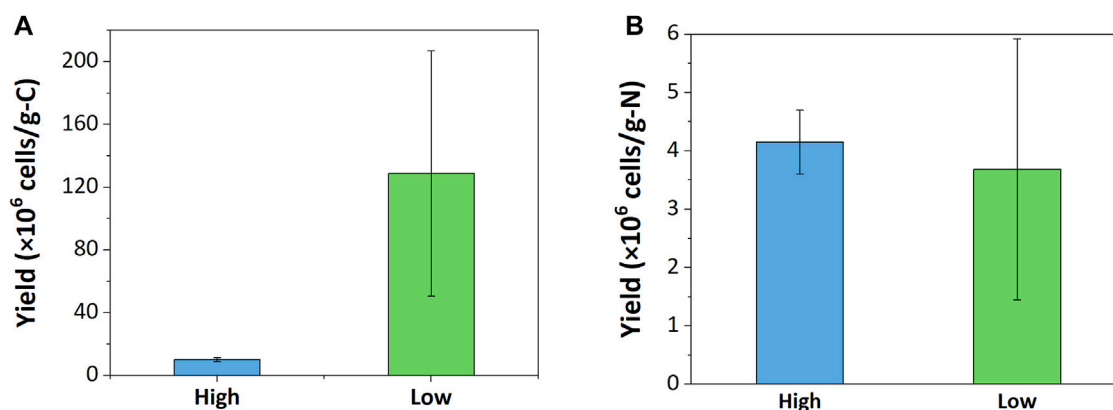 A
Yield (×10⁶ cells/g-C)
200
160
120
80
40
0
High Low
B
Yield (×10⁶ cells/g-N)
6
5
4
3
2
1
0
High Low